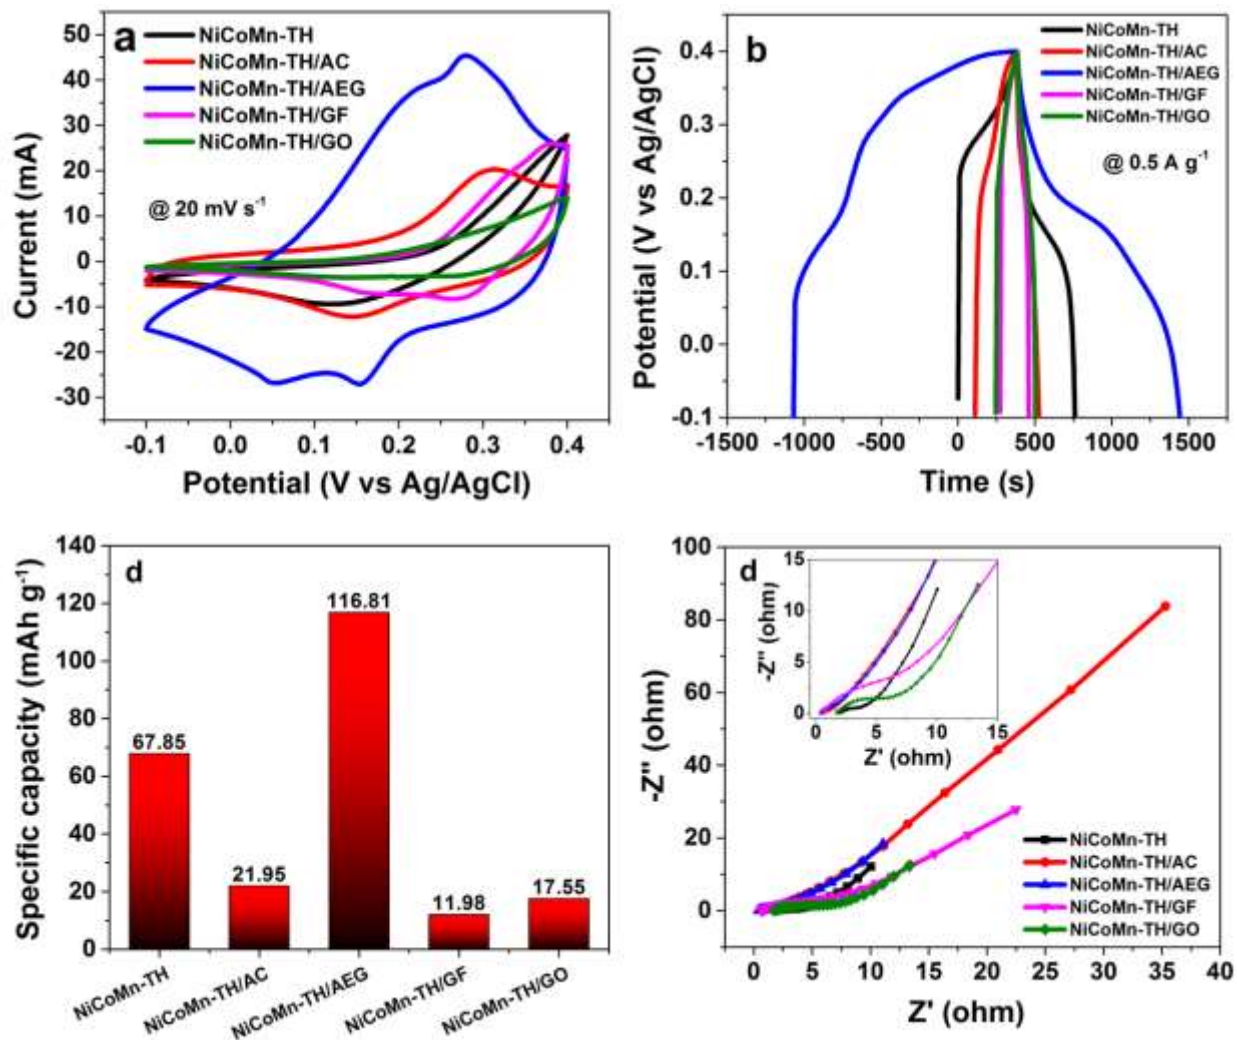 a
NiCoMn-TH
NiCoMn-TH/AC
NiCoMn-TH/AEG
NiCoMn-TH/GF
NiCoMn-TH/GO
@ 20 mV s⁻¹
50
40
30
20
10
0
-10
-20
-30
Current (mA)
-0.1
0.0
0.1
0.2
0.3
0.4
Potential (V vs Ag/AgCl)
b
NiCoMn-TH
NiCoMn-TH/AC
NiCoMn-TH/AEG
NiCoMn-TH/GF
NiCoMn-TH/GO
@ 0.5 A g⁻¹
0.4
0.3
0.2
0.1
0.0
-0.1
Potential (V vs Ag/AgCl)
-1500
-1000
-500
0
500
1000
1500
Time (s)
d
140
120
100
80
60
40
20
0
Specific capacity (mAh g⁻¹)
67.85
21.95
116.81
11.98
17.55
NiCoMn-TH
NiCoMn-TH/AC
NiCoMn-TH/AEG
NiCoMn-TH/GF
NiCoMn-TH/GO
d
100
80
60
40
20
0
-Z" (ohm)
15
10
5
0
-Z" (ohm)
0
5
10
15
Z' (ohm)
NiCoMn-TH
NiCoMn-TH/AC
NiCoMn-TH/AEG
NiCoMn-TH/GF
NiCoMn-TH/GO
0
5
10
15
20
25
30
35
40
Z' (ohm)